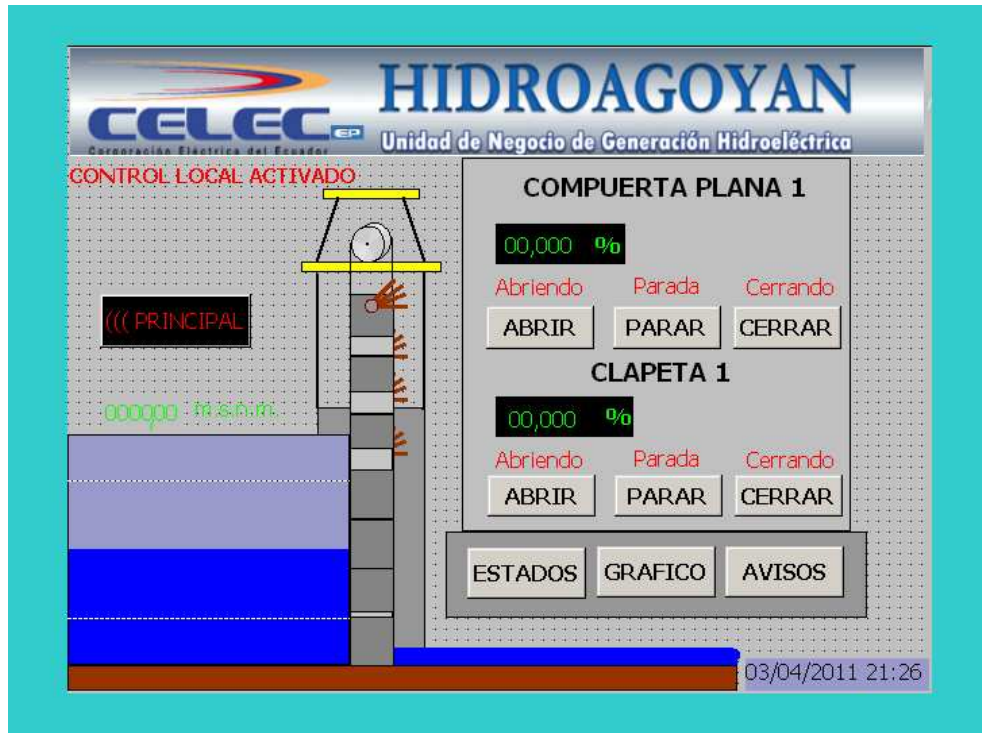 CELEC EP
Corporación Eléctrica del Ecuador
HIDROAGOYAN
Unidad de Negocio de Generación Hidroeléctrica
CONTROL LOCAL ACTIVADO
((( PRINCIPAL
000000 m.s.n.m.
COMPUERTA PLANA 1
00,000 %
Abriendo Parada Cerrando
ABRIR PARAR CERRAR
CLAPETA 1
00,000 %
Abriendo Parada Cerrando
ABRIR PARAR CERRAR
ESTADOS GRAFICO AVISOS
03/04/2011 21:26